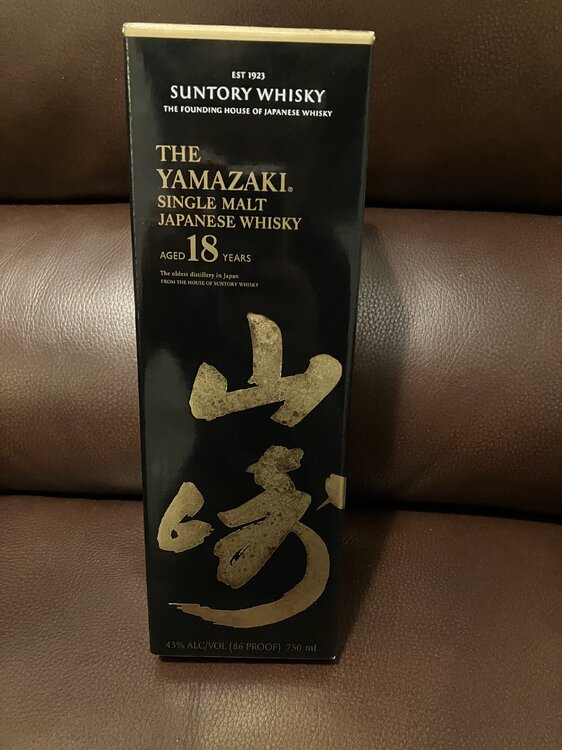 EST 1923
SUNTORY WHISKY
THE FOUNDING HOUSE OF JAPANESE WHISKY
THE
YAMAZAKI®
SINGLE MALT
JAPANESE WHISKY
AGED 18 YEARS
The oldest distillery in Japan
FROM THE HOUSE OF SUNTORY WHISKY
山
崎
43% ALC/VOL (86 PROOF) 750 mL